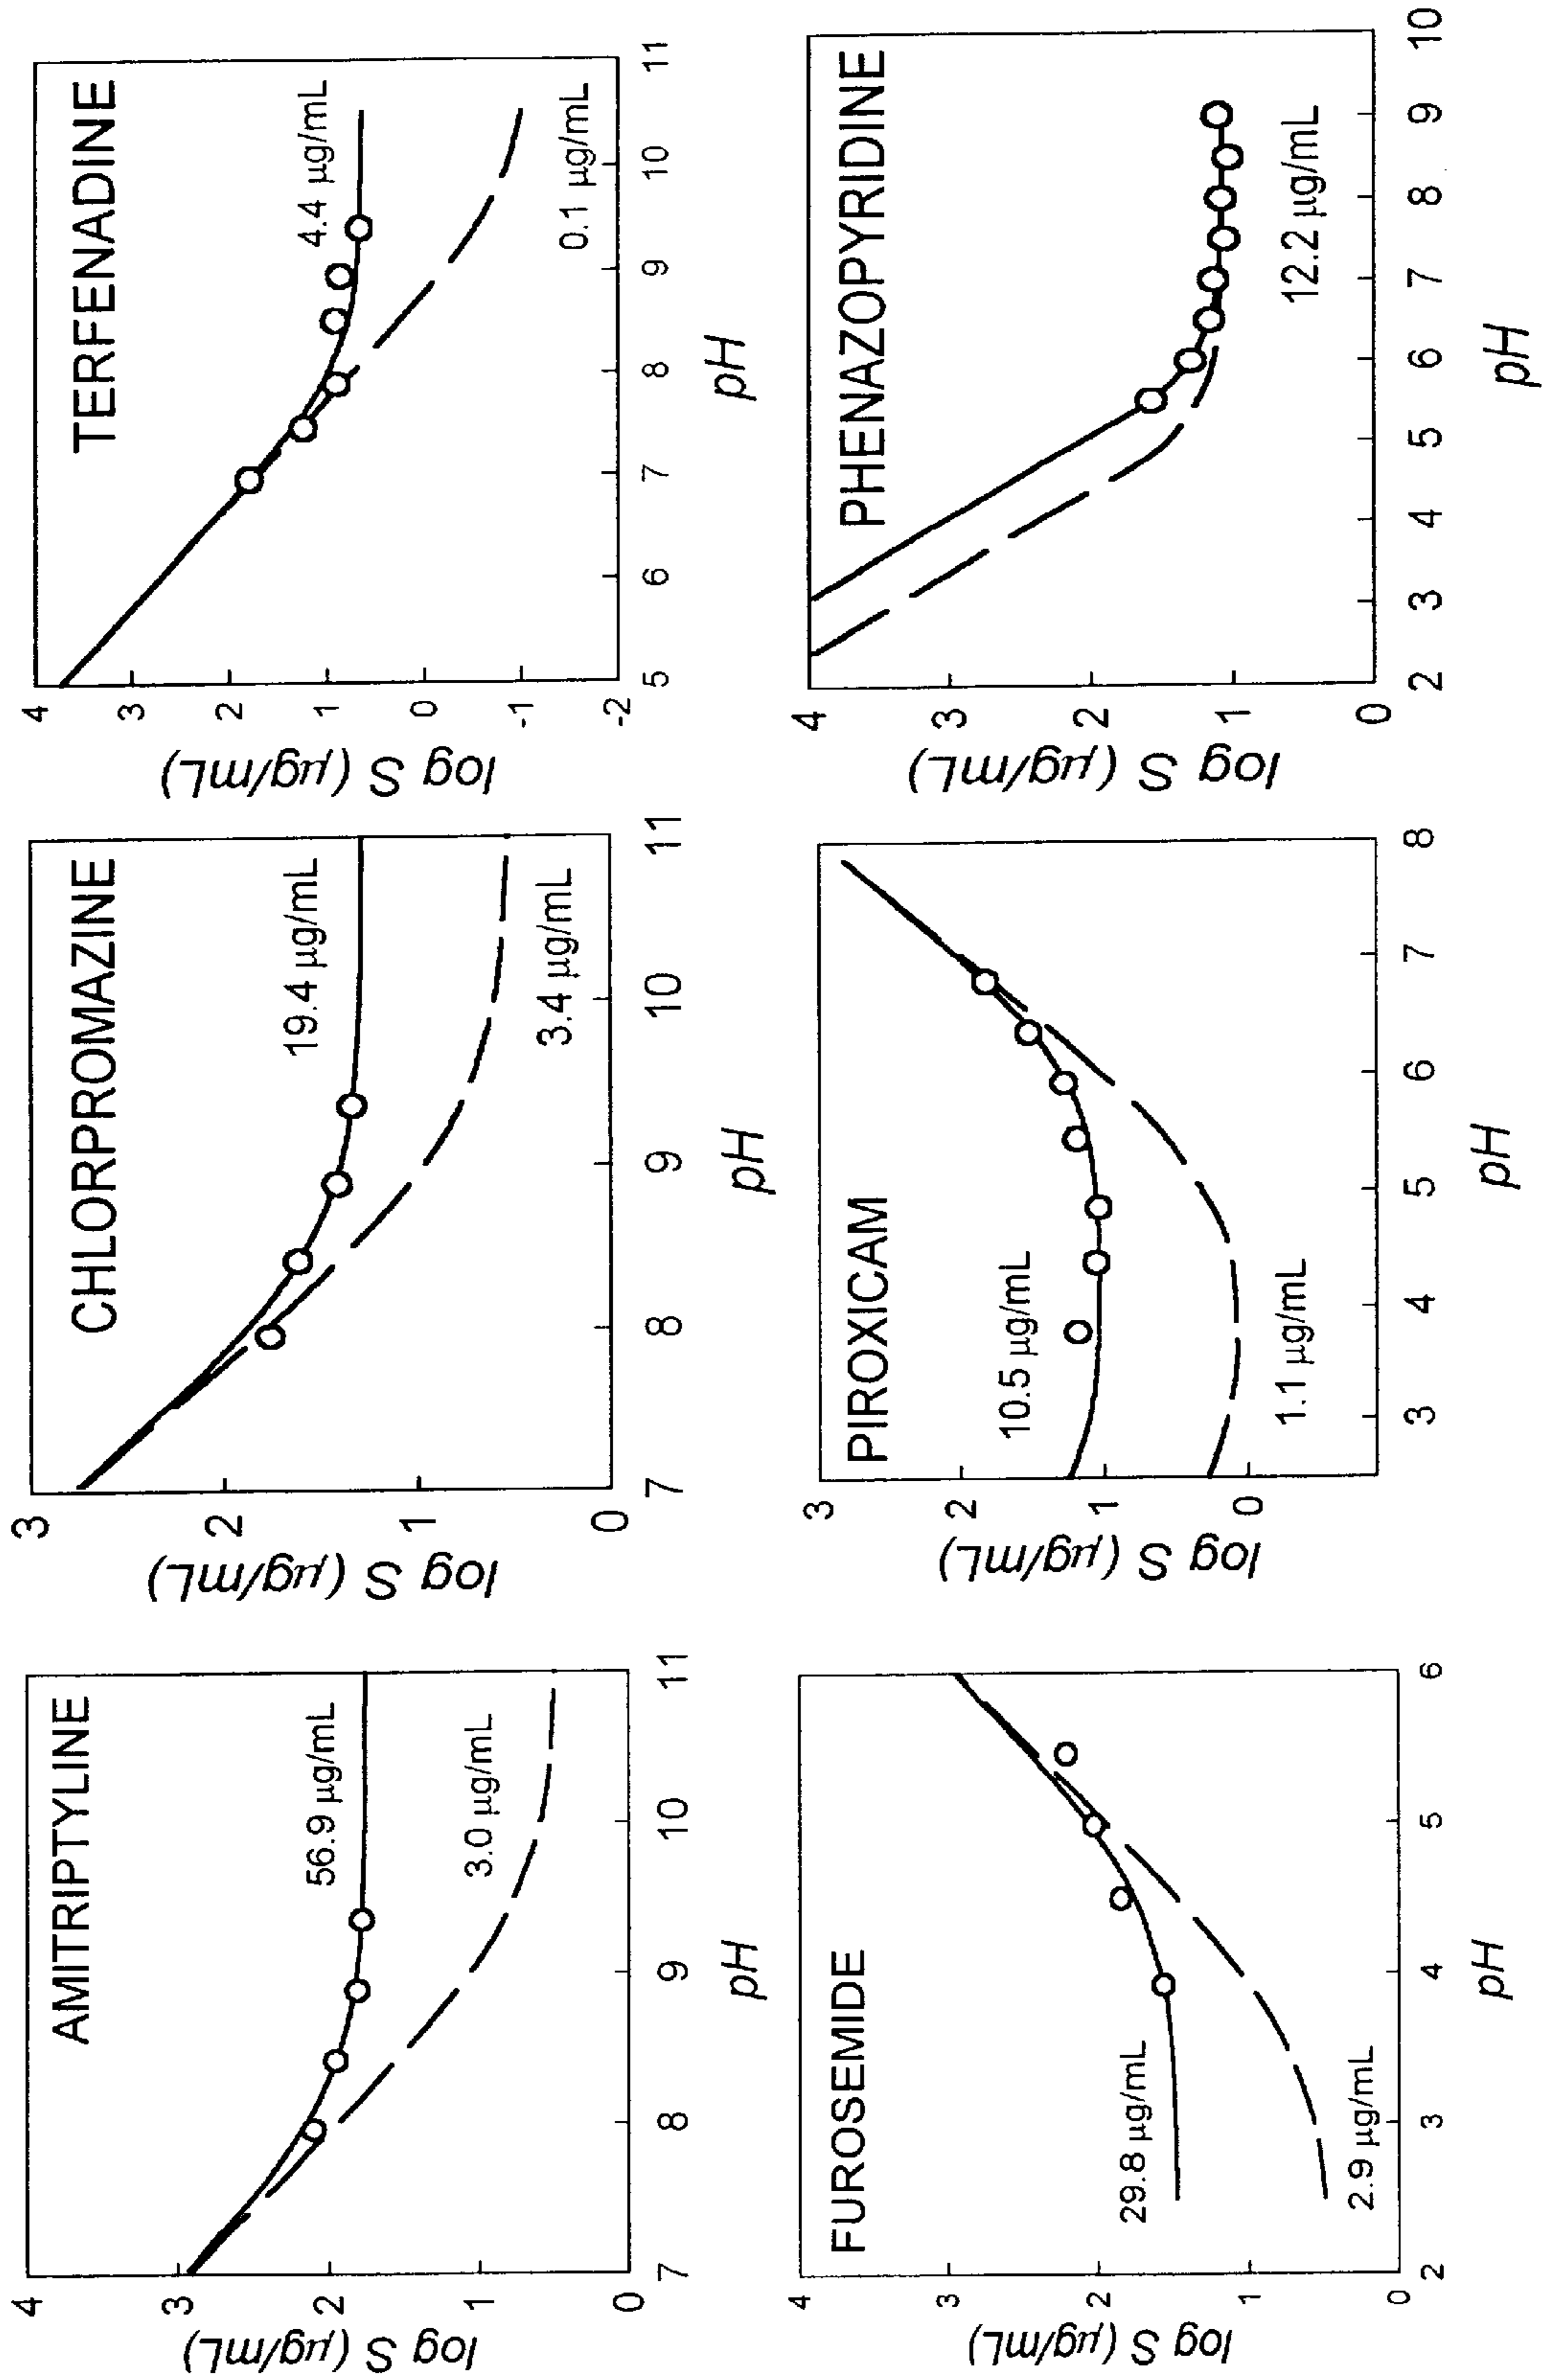 AMITRIPTYLINE
4
3
2
1
0
log S (µg/mL)
56.9 µg/mL
3.0 µg/mL
7 8 9 10 11
pH
CHLORPROMAZINE
3
2
1
0
log S (µg/mL)
19.4 µg/mL
3.4 µg/mL
7 8 9 10 11
pH
TERFENADINE
4
3
2
1
0
-1
-2
log S (µg/mL)
4.4 µg/mL
0.1 µg/mL
5 6 7 8 9 10 11
pH
FUROSEMIDE
4
3
2
1
0
log S (µg/mL)
29.8 µg/mL
2.9 µg/mL
2 3 4 5 6
pH
PIROXICAM
3
2
1
0
log S (µg/mL)
10.5 µg/mL
1.1 µg/mL
3 4 5 6 7 8
pH
PHENAZOPYRIDINE
4
3
2
1
0
log S (µg/mL)
12.2 µg/mL
2 3 4 5 6 7 8 9 10
pH